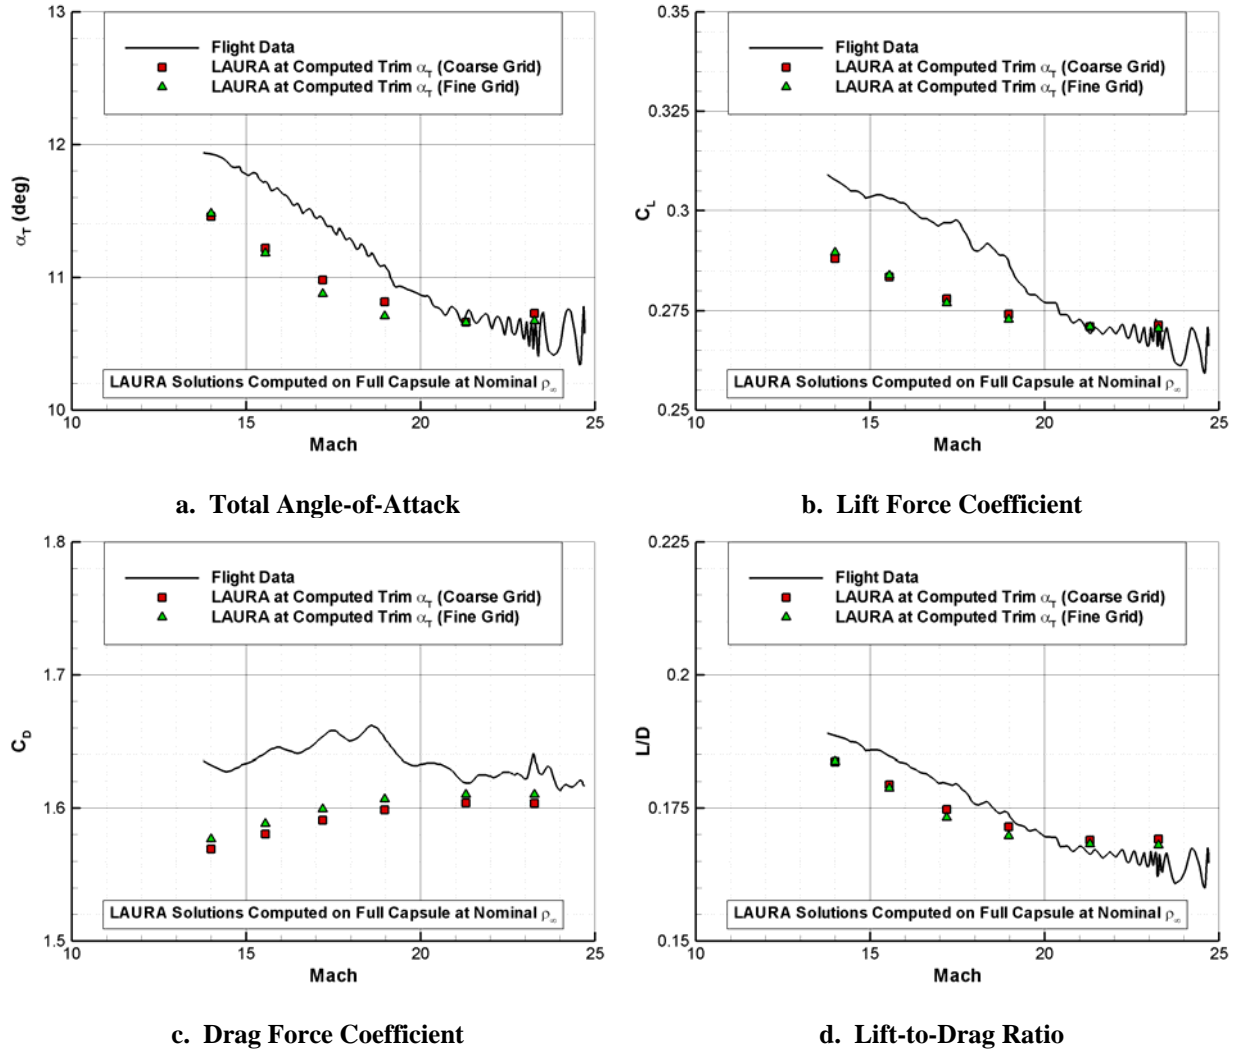 13
12
11
10
α_T (deg)
Flight Data
LAURA at Computed Trim α_T (Coarse Grid)
LAURA at Computed Trim α_T (Fine Grid)
LAURA Solutions Computed on Full Capsule at Nominal ρ_∞
10 15 20 25
Mach
a. Total Angle-of-Attack
0.35
0.325
0.3
0.275
0.25
C_L
Flight Data
LAURA at Computed Trim α_T (Coarse Grid)
LAURA at Computed Trim α_T (Fine Grid)
LAURA Solutions Computed on Full Capsule at Nominal ρ_∞
10 15 20 25
Mach
b. Lift Force Coefficient
1.8
1.7
1.6
1.5
C_D
Flight Data
LAURA at Computed Trim α_T (Coarse Grid)
LAURA at Computed Trim α_T (Fine Grid)
LAURA Solutions Computed on Full Capsule at Nominal ρ_∞
10 15 20 25
Mach
c. Drag Force Coefficient
0.225
0.2
0.175
0.15
L/D
Flight Data
LAURA at Computed Trim α_T (Coarse Grid)
LAURA at Computed Trim α_T (Fine Grid)
LAURA Solutions Computed on Full Capsule at Nominal ρ_∞
10 15 20 25
Mach
d. Lift-to-Drag Ratio